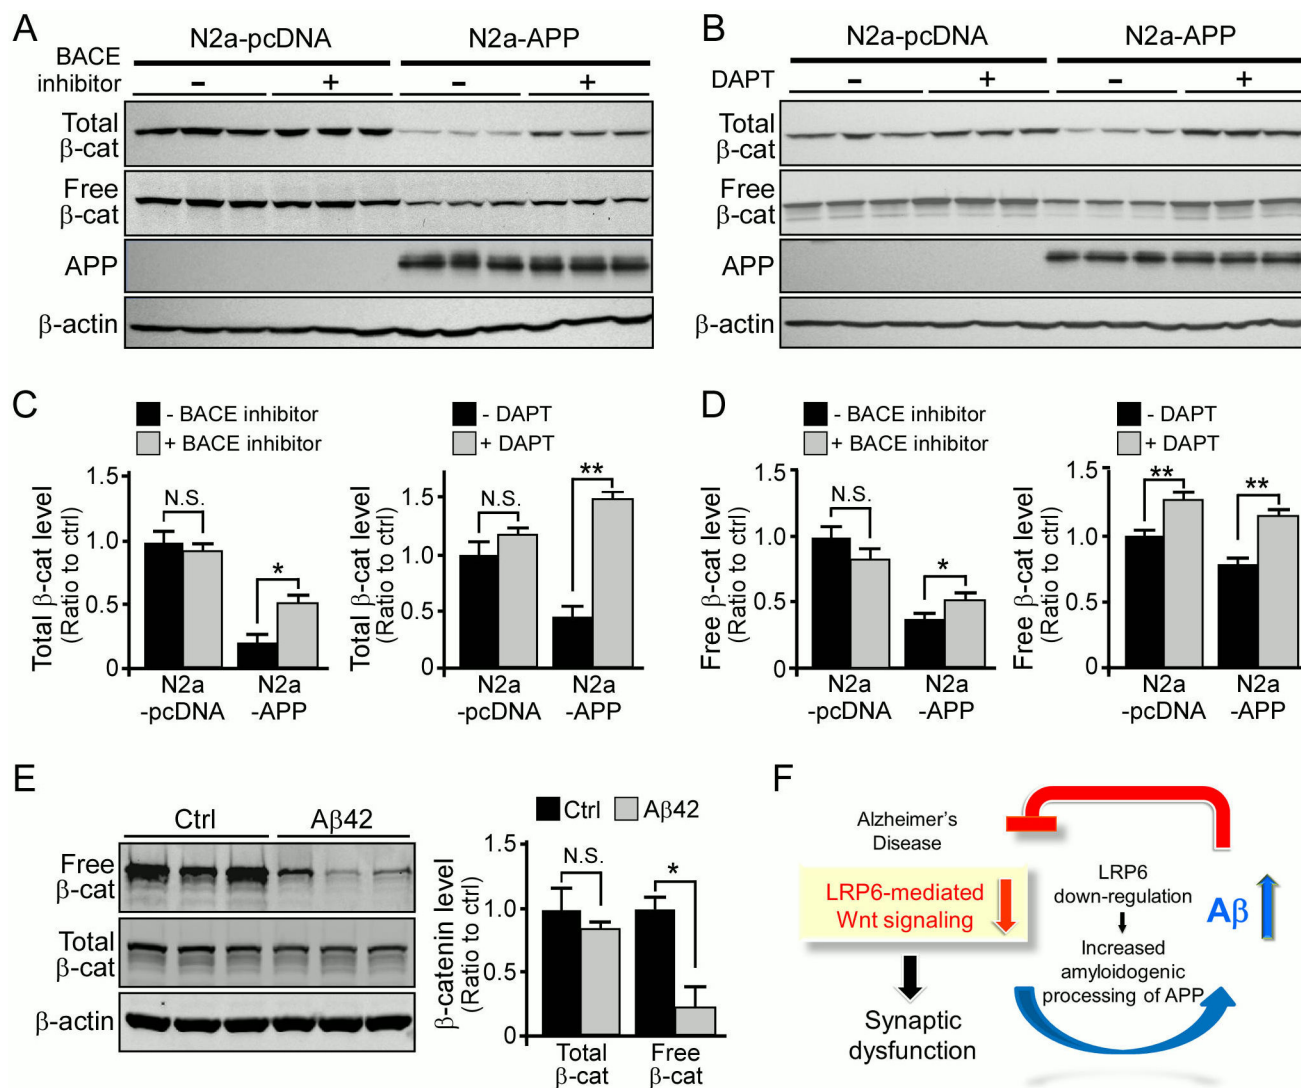 A
N2a-pcDNA
N2a-APP
BACE
inhibitor
-
+
-
+
Total
β-cat
Free
β-cat
APP
β-actin
B
N2a-pcDNA
N2a-APP
DAPT
-
+
-
+
Total
β-cat
Free
β-cat
APP
β-actin
C
- BACE inhibitor
+ BACE inhibitor
Total β-cat level
(Ratio to ctrl)
1.5
1.0
0.5
0
N.S.
*
N2a
-pcDNA
N2a
-APP
- DAPT
+ DAPT
Total β-cat level
(Ratio to ctrl)
1.5
1.0
0.5
0
N.S.
**
N2a
-pcDNA
N2a
-APP
D
- BACE inhibitor
+ BACE inhibitor
Free β-cat level
(Ratio to ctrl)
1.5
1.0
0.5
0
N.S.
*
N2a
-pcDNA
N2a
-APP
- DAPT
+ DAPT
Free β-cat level
(Ratio to ctrl)
1.5
1.0
0.5
0
**
**
N2a
-pcDNA
N2a
-APP
E
Ctrl
Aβ42
Free
β-cat
Total
β-cat
β-actin
Ctrl
Aβ42
β-catenin level
(Ratio to ctrl)
1.5
1.0
0.5
0
N.S.
*
Total
β-cat
Free
β-cat
F
Alzheimer's
Disease
LRP6-mediated
Wnt signaling
Synaptic
dysfunction
LRP6
down-regulation
Increased
amyloidogenic
processing of APP
Aβ